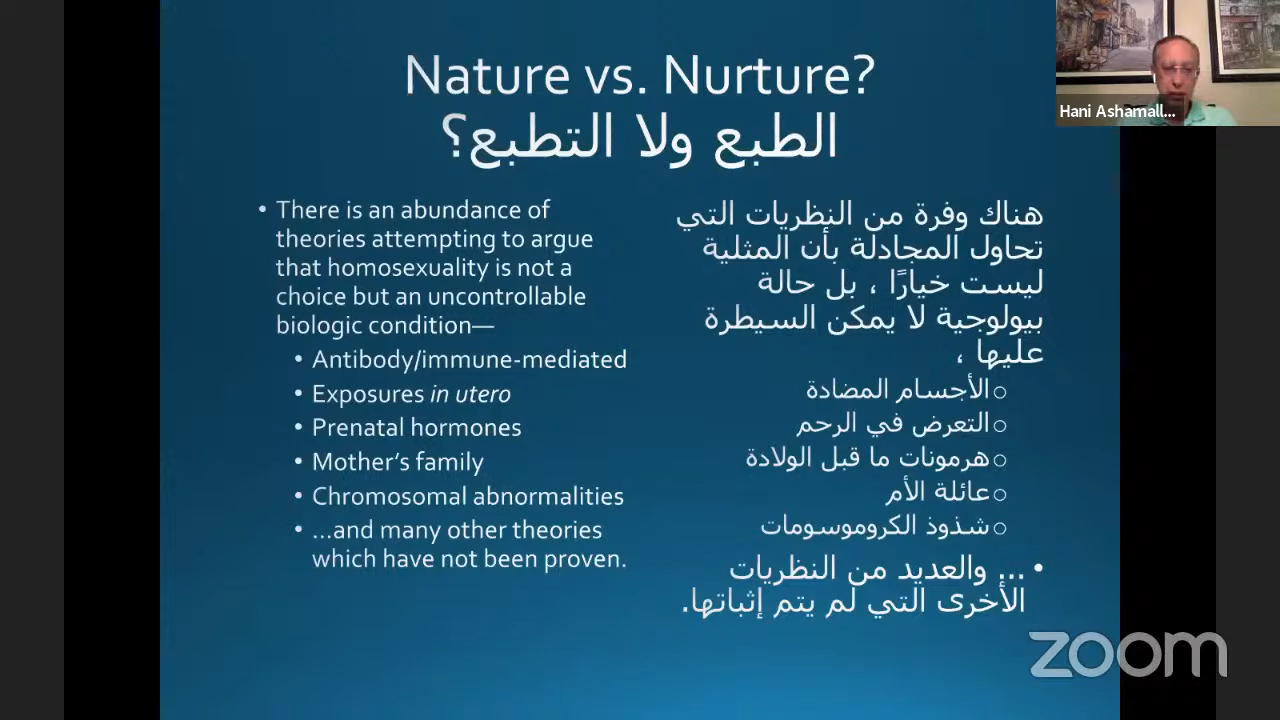 Nature vs. Nurture?
الطبع ولا التطبع؟
Hani Ashamall...
• There is an abundance of
theories attempting to argue
that homosexuality is not a
choice but an uncontrollable
biologic condition—
• Antibody/immune-mediated
• Exposures in utero
• Prenatal hormones
• Mother's family
• Chromosomal abnormalities
• ...and many other theories
which have not been proven.
هناك وفرة من النظريات التي
تحاول المجادلة بأن المثلية
ليست خيارًا ، بل حالة
بيولوجية لا يمكن السيطرة
عليها ،
○ الأجسام المضادة
○ التعرض في الرحم
○ هرمونات ما قبل الولادة
○ عائلة الأم
○ شذوذ الكروموسومات
• ... والعديد من النظريات
الأخرى التي لم يتم إثباتها.
zoom